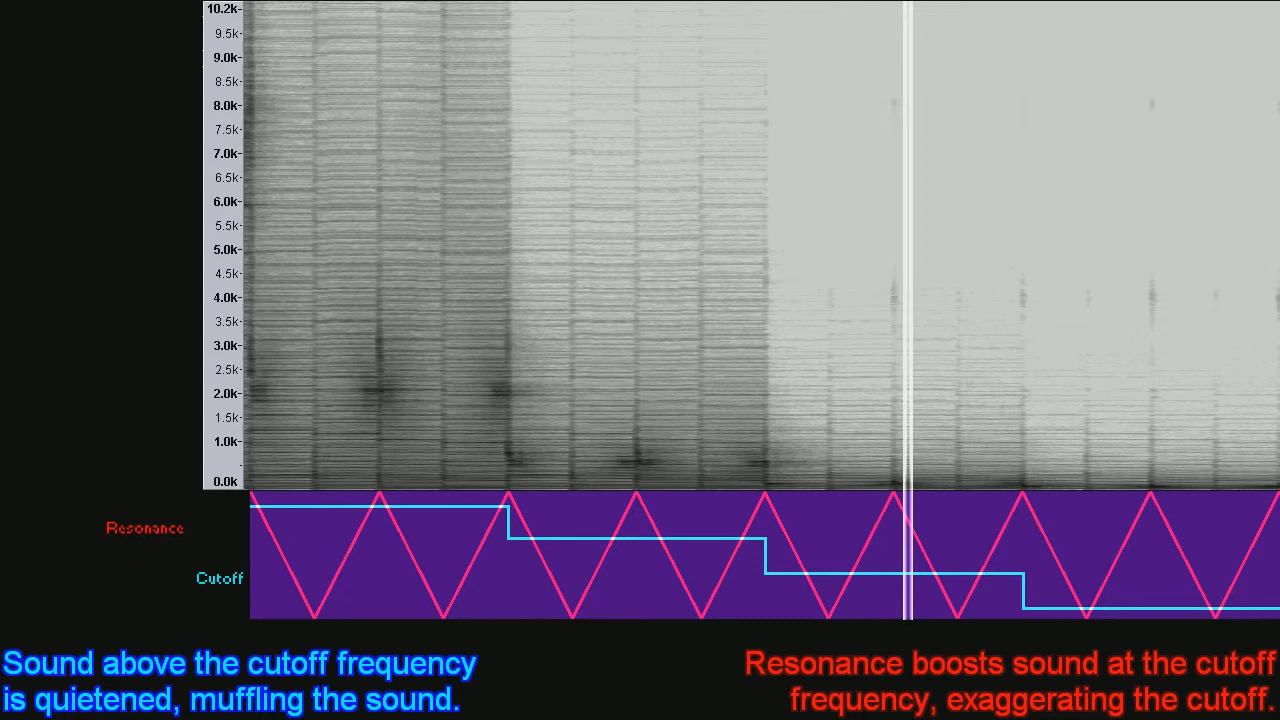 10.2k
9.5k
9.0k
8.5k
8.0k
7.5k
7.0k
6.5k
6.0k
5.5k
5.0k
4.5k
4.0k
3.5k
3.0k
2.5k
2.0k
.5k
1.0k
0.0k
Resonance
Cutoff
Sound above the cutoff frequency
is quietened, muffling the sound.
Resonance boosts sound at the cutoff
frequency, exaggerating the cutoff.